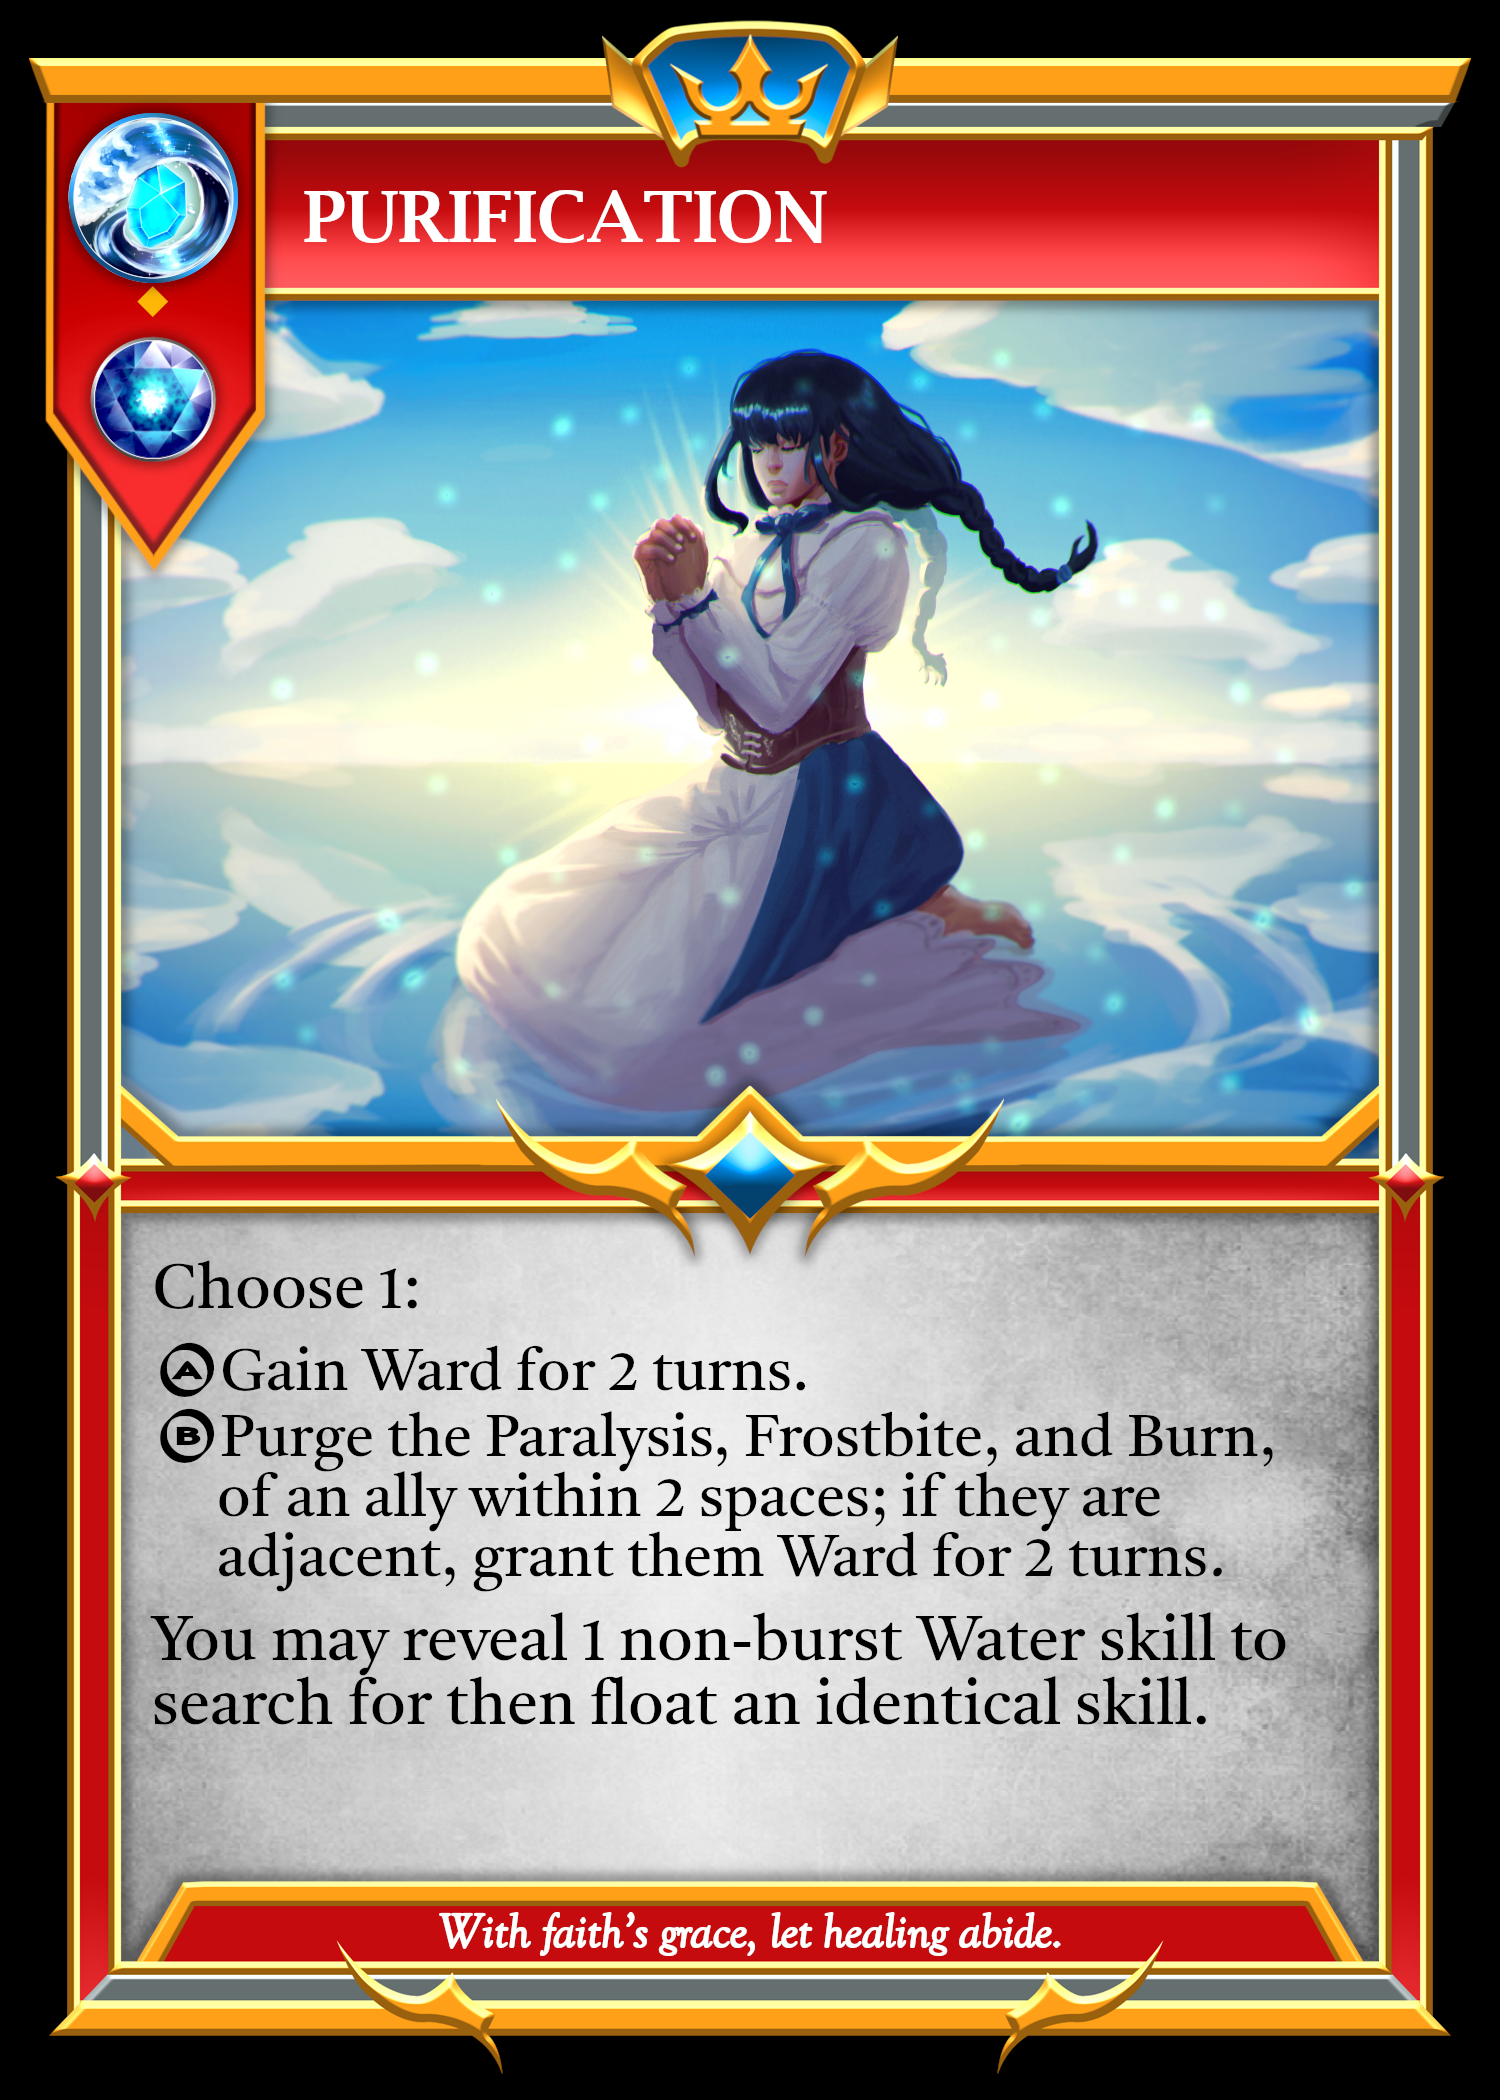 PURIFICATION
Choose 1:
Ⓐ Gain Ward for 2 turns.
Ⓑ Purge the Paralysis, Frostbite, and Burn,
of an ally within 2 spaces; if they are
adjacent, grant them Ward for 2 turns.
You may reveal 1 non-burst Water skill to
search for then float an identical skill.
With faith's grace, let healing abide.